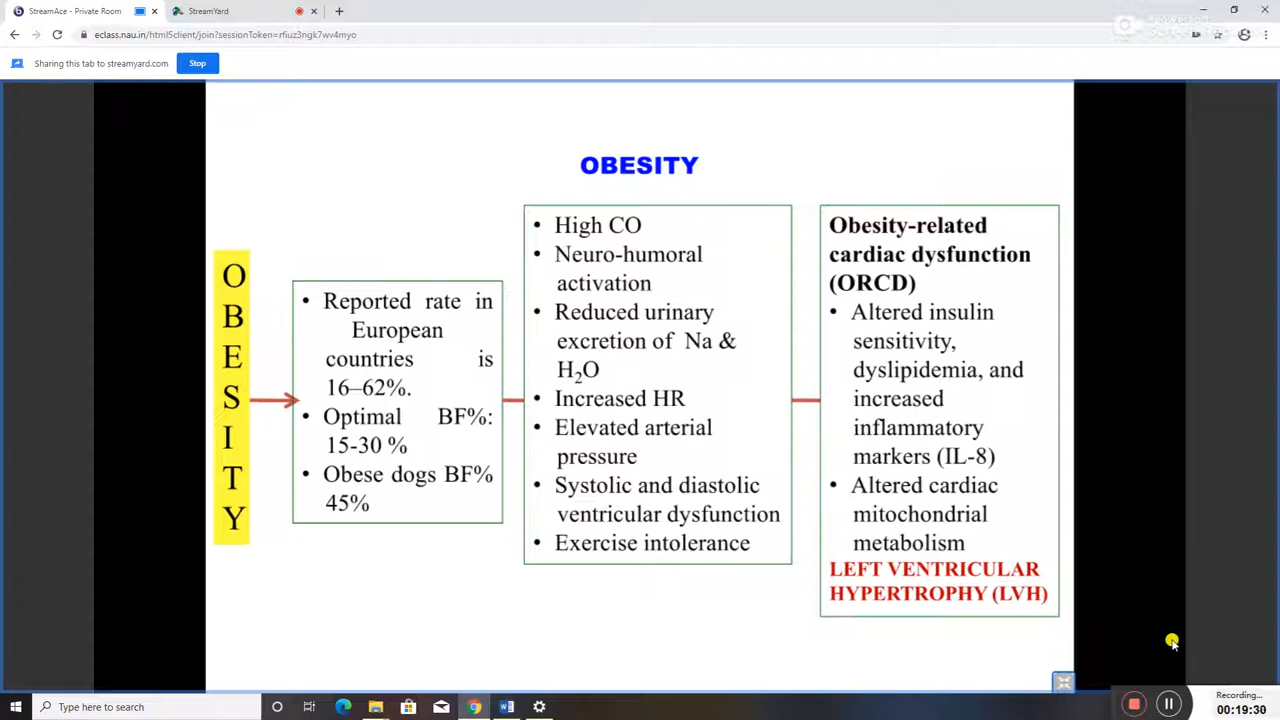 StreamAce - Private Room
StreamYard
eclass.nau.in/html5client/join?sessionToken=rfiuz3ngk7wv4myo
Sharing this tab to streamyard.com
Stop
OBESITY
O
B
E
S
I
T
Y
• Reported rate in
European
countries is
16–62%.
• Optimal BF%:
15-30 %
• Obese dogs BF%
45%
• High CO
• Neuro-humoral
activation
• Reduced urinary
excretion of Na &
H2O
• Increased HR
• Elevated arterial
pressure
• Systolic and diastolic
ventricular dysfunction
• Exercise intolerance
Obesity-related
cardiac dysfunction
(ORCD)
• Altered insulin
sensitivity,
dyslipidemia, and
increased
inflammatory
markers (IL-8)
• Altered cardiac
mitochondrial
metabolism
LEFT VENTRICULAR
HYPERTROPHY (LVH)
Type here to search
Recording...
00:19:30